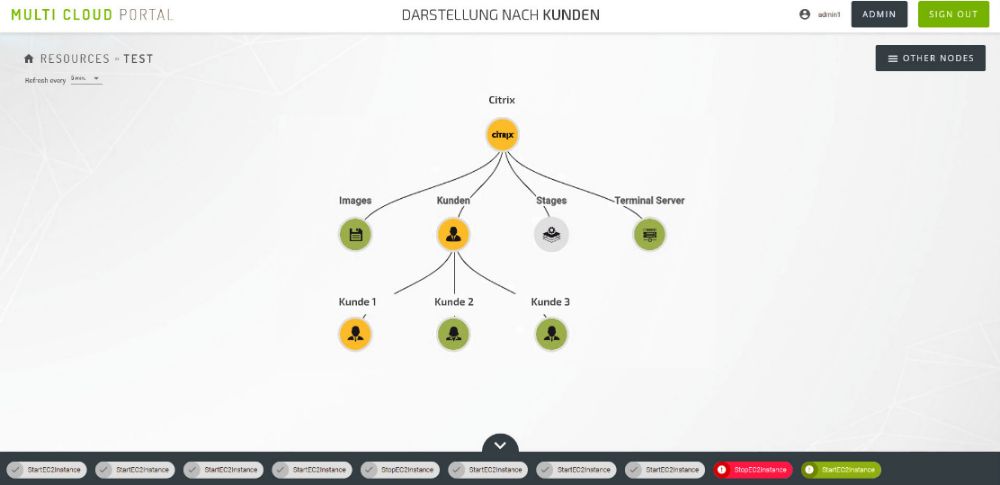 MULTI CLOUD PORTAL
DARSTELLUNG NACH KUNDEN
admin1
ADMIN
SIGN OUT
RESOURCES » TEST
OTHER NODES
Refresh every 5 min.
Citrix
CITRIX
Images
Kunden
Stages
Terminal Server
Kunde 1
Kunde 2
Kunde 3
StartEC2Instance
StartEC2Instance
StartEC2Instance
StartEC2Instance
StopEC2Instance
StartEC2Instance
StartEC2Instance
StartEC2Instance
StopEC2Instance
StartEC2Instance